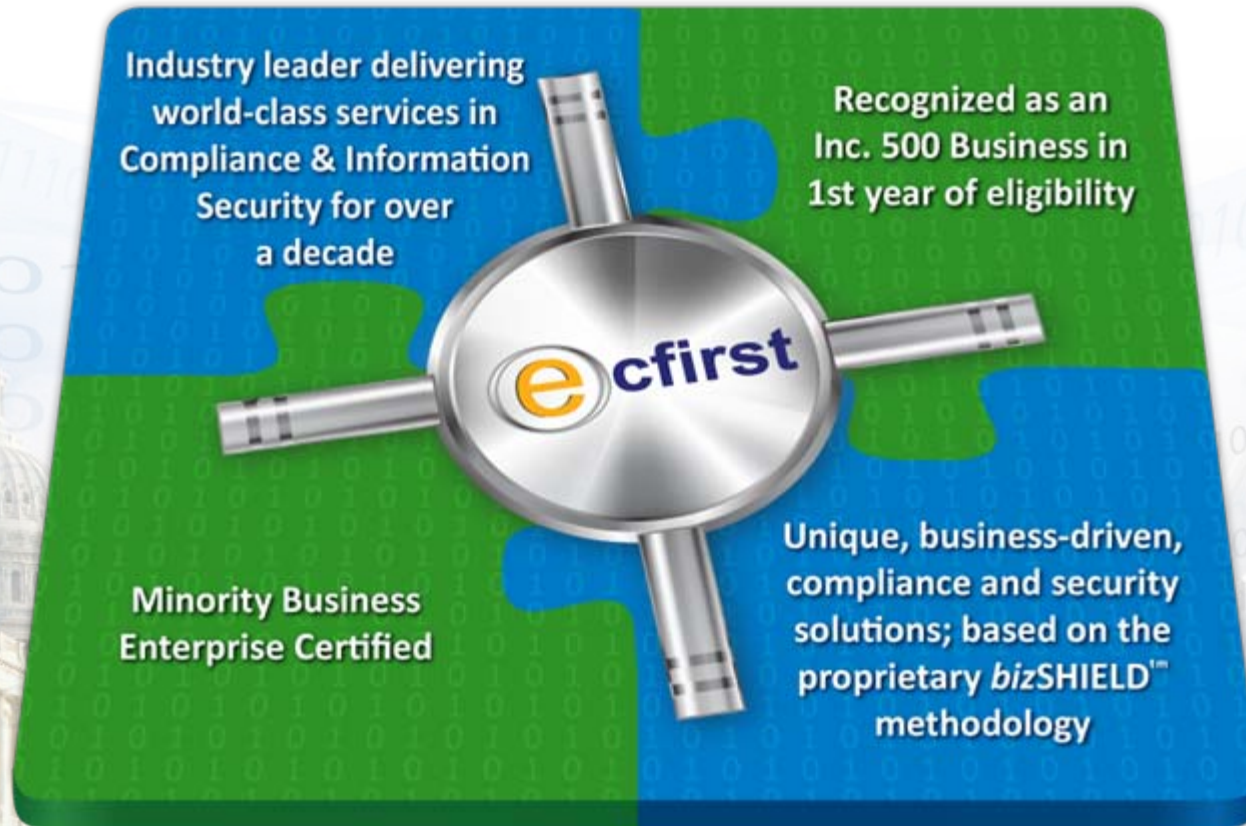 Industry leader delivering
world-class services in
Compliance & Information
Security for over
a decade
Recognized as an
Inc. 500 Business in
1st year of eligibility
ecfirst
Minority Business
Enterprise Certified
Unique, business-driven,
compliance and security
solutions; based on the
proprietary bizSHIELD™
methodology